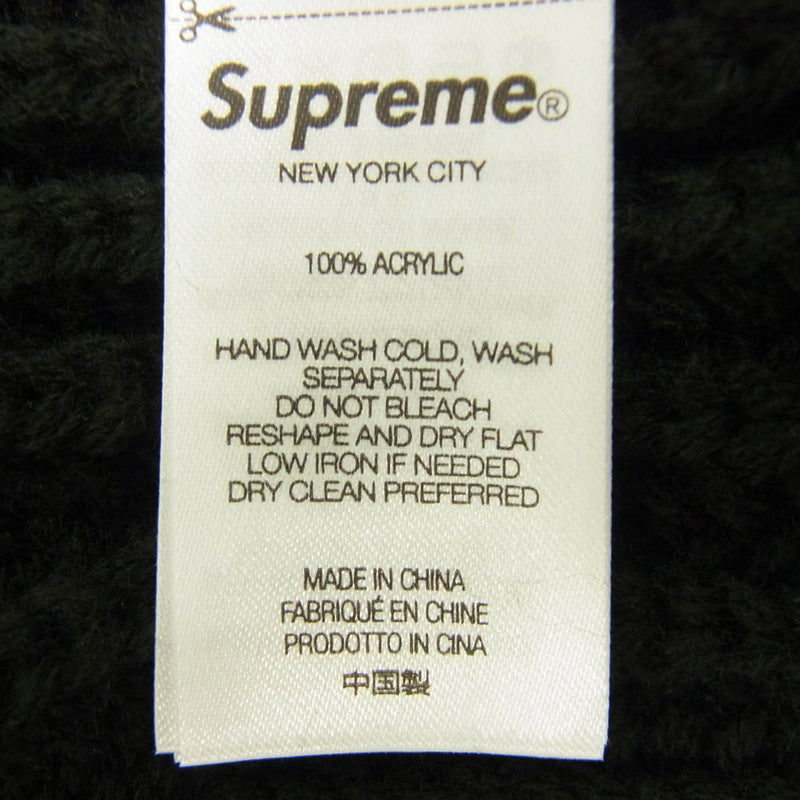 Supreme®
NEW YORK CITY
100% ACRYLIC
HAND WASH COLD, WASH
SEPARATELY
DO NOT BLEACH
RESHAPE AND DRY FLAT
LOW IRON IF NEEDED
DRY CLEAN PREFERRED
MADE IN CHINA
FABRIQUÉ EN CHINE
PRODOTTO IN CINA
中国製